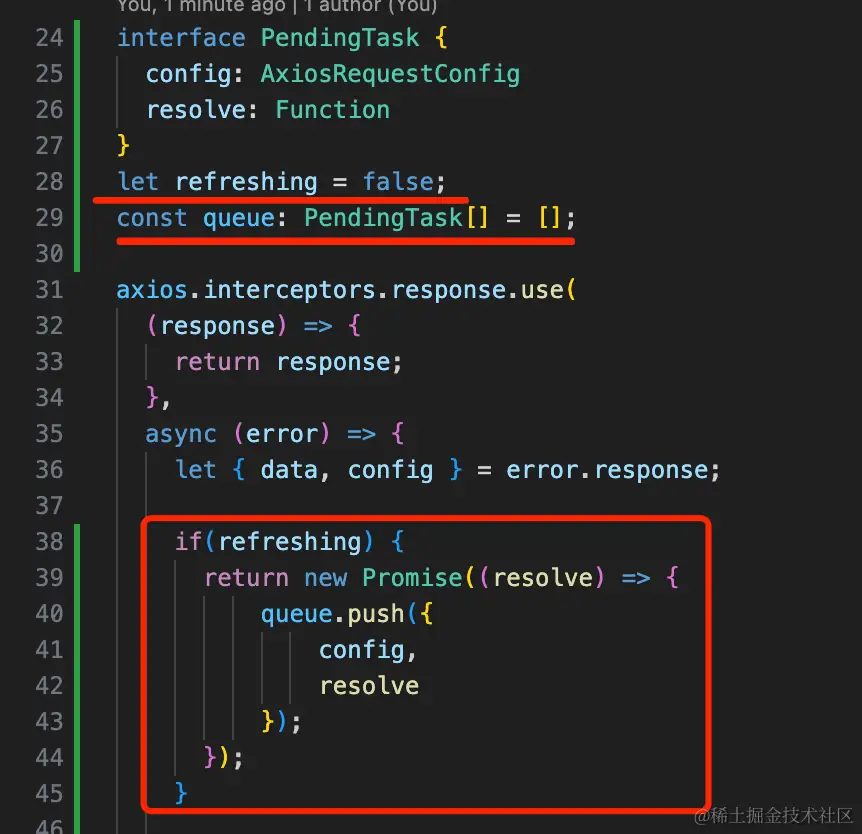 You, 1 minute ago | 1 author (You)
24 interface PendingTask {
25 config: AxiosRequestConfig
26 resolve: Function
27 }
28 let refreshing = false;
29 const queue: PendingTask[] = [];
30
31 axios.interceptors.response.use(
32 (response) => {
33 return response;
34 },
35 async (error) => {
36 let { data, config } = error.response;
37
38 if(refreshing) {
39 return new Promise((resolve) => {
40 queue.push({
41 config,
42 resolve
43 });
44 });
45 }
46
@稀土掘金技术社区